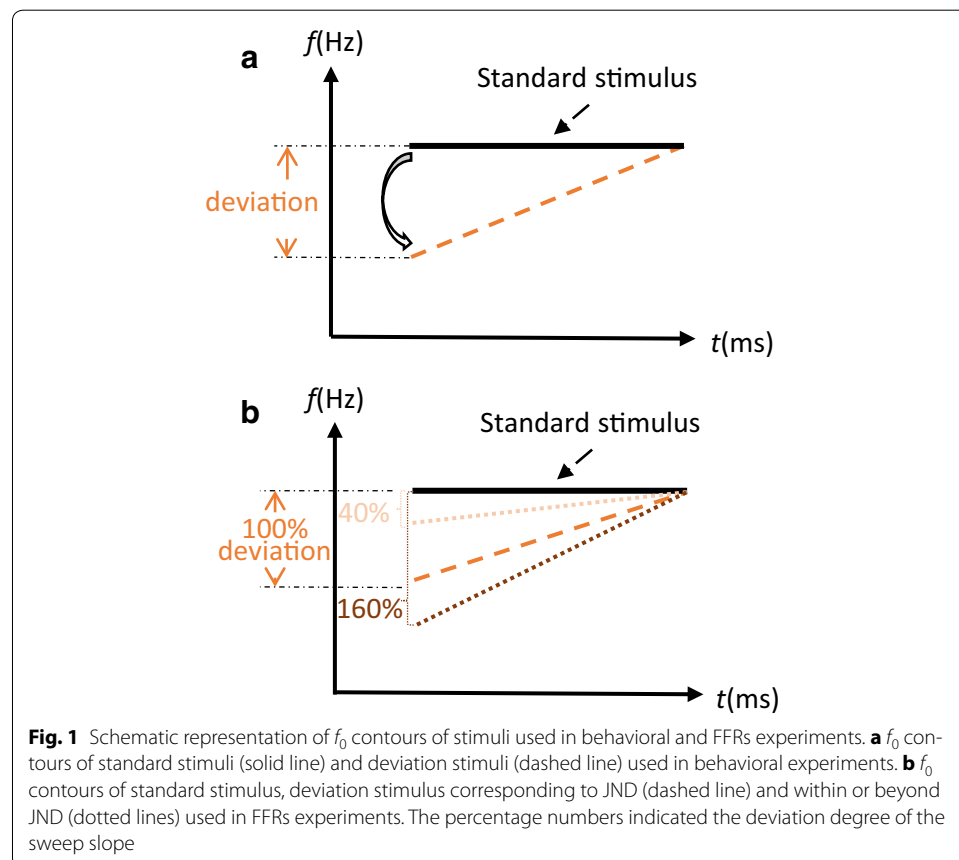 a
f(Hz)
Standard stimulus
deviation
t(ms)
b
f(Hz)
Standard stimulus
40%
100%
deviation
160%
t(ms)
Fig. 1 Schematic representation of f0 contours of stimuli used in behavioral and FFRs experiments. a f0 con-
tours of standard stimuli (solid line) and deviation stimuli (dashed line) used in behavioral experiments. b f0
contours of standard stimulus, deviation stimulus corresponding to JND (dashed line) and within or beyond
JND (dotted lines) used in FFRs experiments. The percentage numbers indicated the deviation degree of the
sweep slope